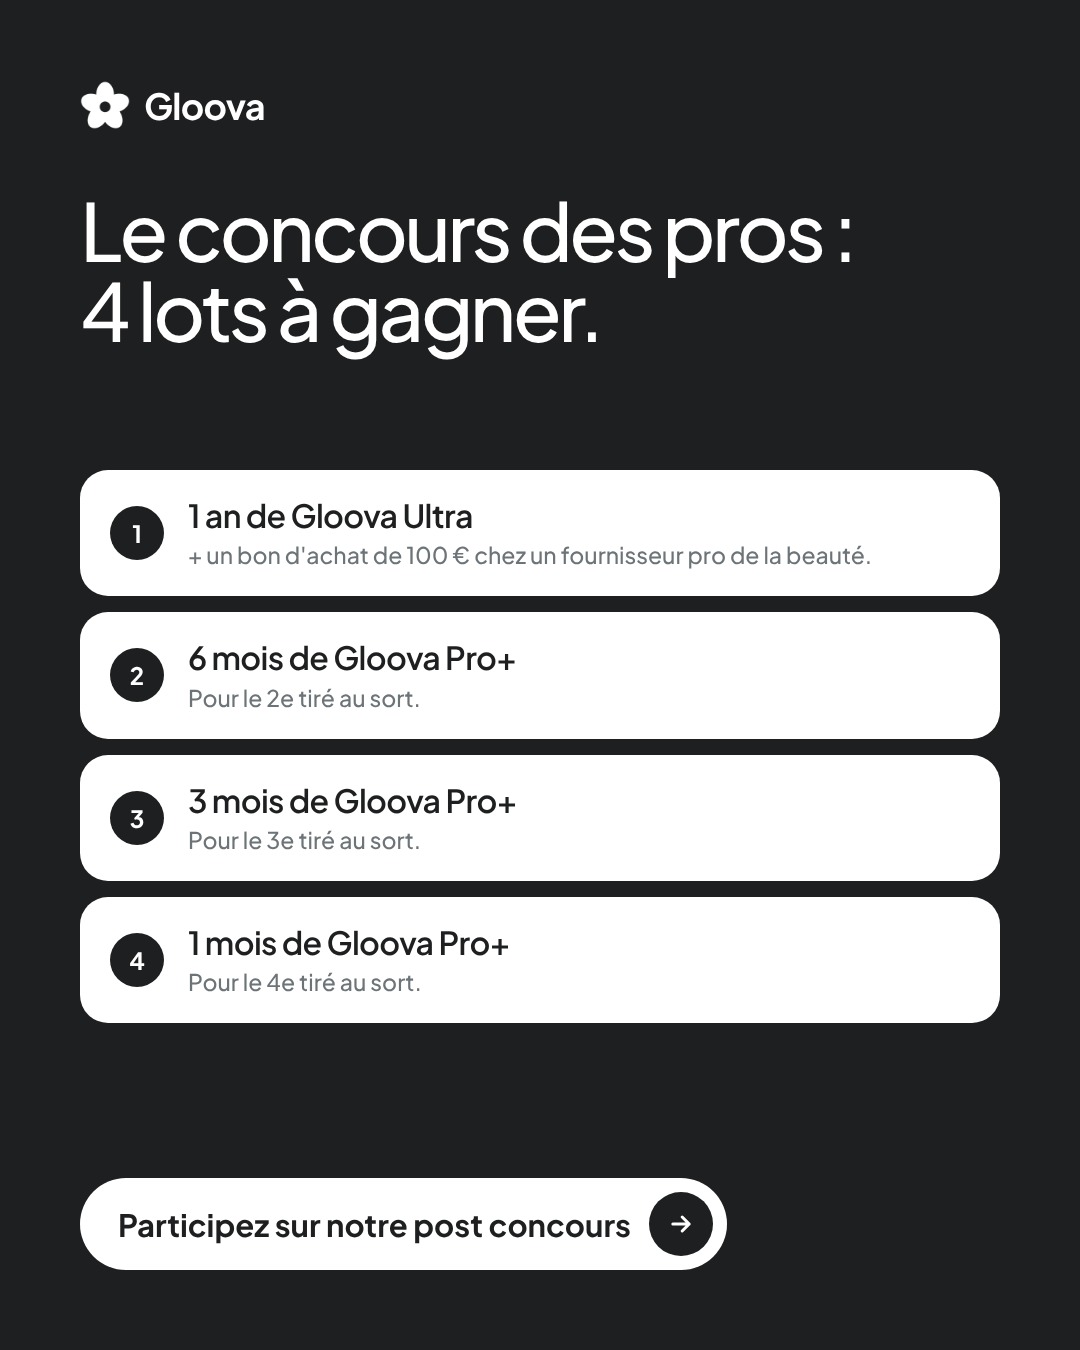 Gloova
Le concours des pros :
4 lots à gagner.
1
1 an de Gloova Ultra
+ un bon d'achat de 100 € chez un fournisseur pro de la beauté.
2
6 mois de Gloova Pro+
Pour le 2e tiré au sort.
3
3 mois de Gloova Pro+
Pour le 3e tiré au sort.
4
1 mois de Gloova Pro+
Pour le 4e tiré au sort.
Participez sur notre post concours